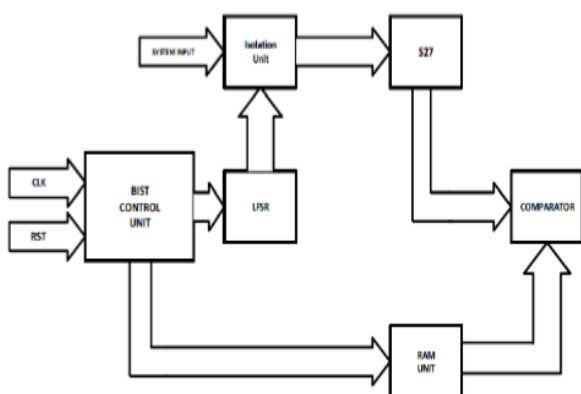 SYSTEM INPUT
Isolation
Unit
S27
CLK
RST
BIST
CONTROL
UNIT
LFSR
COMPARATOR
RAM
UNIT